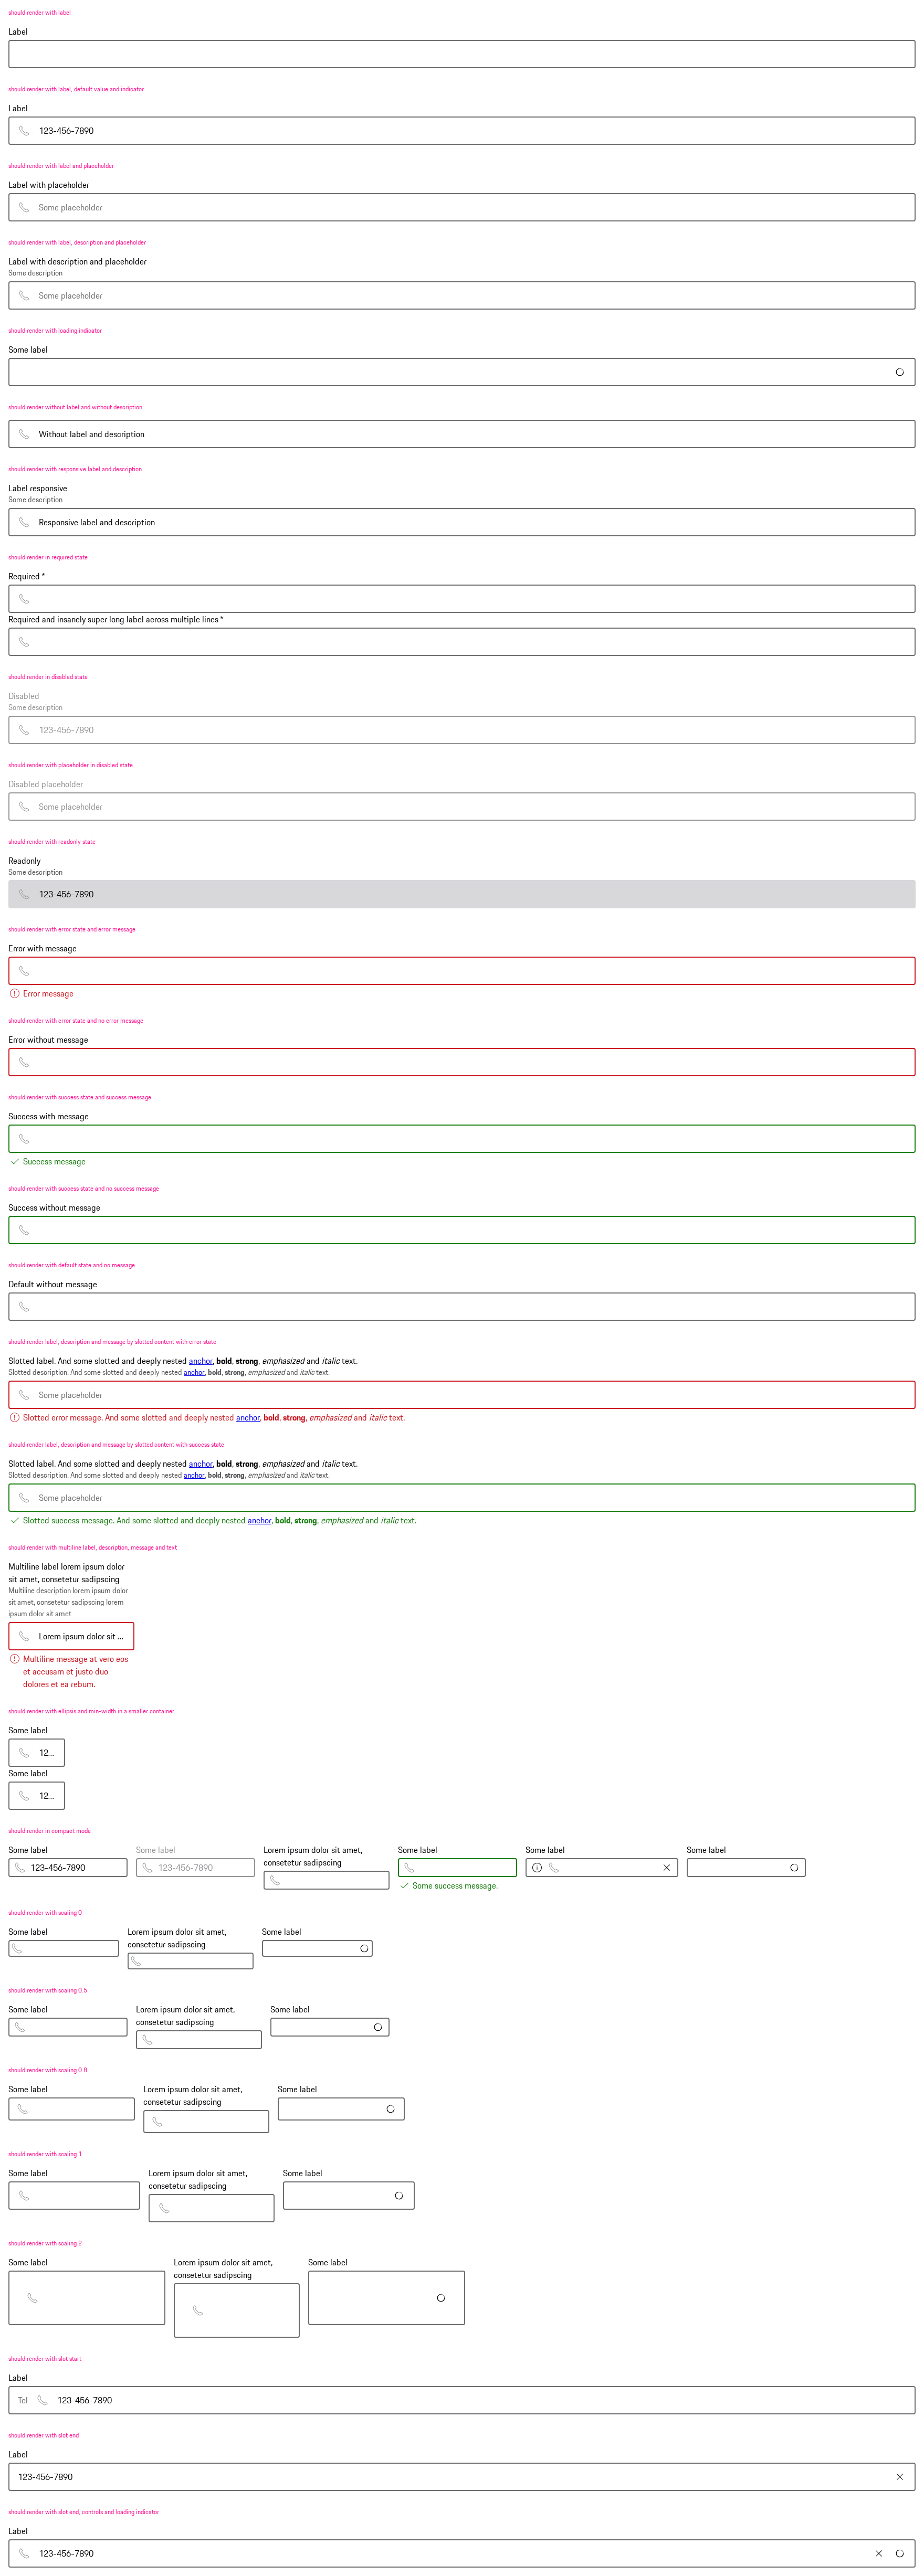 should render with label
Label
should render with label, default value and indicator
Label
123-456-7890
should render with label and placeholder
Label with placeholder
Some placeholder
should render with label, description and placeholder
Label with description and placeholder
Some description
Some placeholder
should render with loading indicator
Some label
should render without label and without description
Without label and description
should render with responsive label and description
Label responsive
Some description
Responsive label and description
should render in required state
Required *
Required and insanely super long label across multiple lines *
should render in disabled state
Disabled
Some description
123-456-7890
should render with placeholder in disabled state
Disabled placeholder
Some placeholder
should render with readonly state
Readonly
Some description
123-456-7890
should render with error state and error message
Error with message
Error message
should render with error state and no error message
Error without message
should render with success state and success message
Success with message
Success message
should render with success state and no success message
Success without message
should render with default state and no message
Default without message
should render label, description and message by slotted content with error state
Slotted label. And some slotted and deeply nested anchor, bold, strong, emphasized and italic text.
Slotted description. And some slotted and deeply nested anchor, bold, strong, emphasized and italic text.
Some placeholder
Slotted error message. And some slotted and deeply nested anchor, bold, strong, emphasized and italic text.
should render label, description and message by slotted content with success state
Slotted label. And some slotted and deeply nested anchor, bold, strong, emphasized and italic text.
Slotted description. And some slotted and deeply nested anchor, bold, strong, emphasized and italic text.
Some placeholder
Slotted success message. And some slotted and deeply nested anchor, bold, strong, emphasized and italic text.
should render with multiline label, description, message and text
Multiline label lorem ipsum dolor
sit amet, consetetur sadipscing
Multiline description lorem ipsum dolor
sit amet, consetetur sadipscing lorem
ipsum dolor sit amet
Lorem ipsum dolor sit ...
Multiline message at vero eos
et accusam et justo duo
dolores et ea rebum.
should render with ellipsis and min-width in a smaller container
Some label
12...
Some label
12...
should render in compact mode
Some label
123-456-7890
Some label
123-456-7890
Lorem ipsum dolor sit amet,
consetetur sadipscing
Some label
Some success message.
Some label
Some label
should render with scaling 0
Some label
Lorem ipsum dolor sit amet,
consetetur sadipscing
Some label
should render with scaling 0.5
Some label
Lorem ipsum dolor sit amet,
consetetur sadipscing
Some label
should render with scaling 0.8
Some label
Lorem ipsum dolor sit amet,
consetetur sadipscing
Some label
should render with scaling 1
Some label
Lorem ipsum dolor sit amet,
consetetur sadipscing
Some label
should render with scaling 2
Some label
Lorem ipsum dolor sit amet,
consetetur sadipscing
Some label
should render with slot start
Label
Tel 123-456-7890
should render with slot end
Label
123-456-7890
should render with slot end, controls and loading indicator
Label
123-456-7890